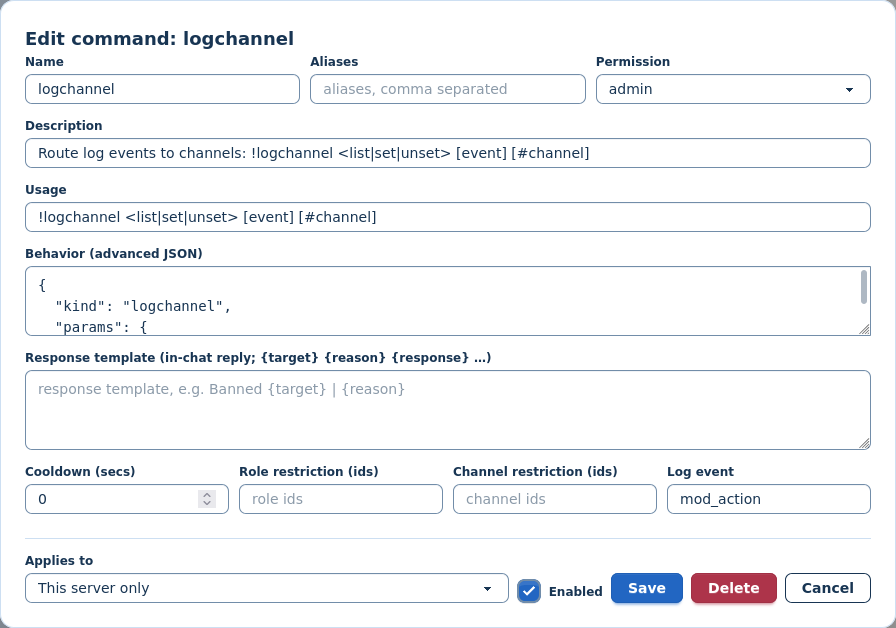 Edit command: logchannel
Name
Aliases
Permission
logchannel
aliases, comma separated
admin
Description
Route log events to channels: !logchannel <list|set|unset> [event] [#channel]
Usage
!logchannel <list|set|unset> [event] [#channel]
Behavior (advanced JSON)
{
  "kind": "logchannel",
  "params": {
Response template (in-chat reply; {target} {reason} {response} …)
response template, e.g. Banned {target} | {reason}
Cooldown (secs)
Role restriction (ids)
Channel restriction (ids)
Log event
0
role ids
channel ids
mod_action
Applies to
This server only
Enabled
Save
Delete
Cancel